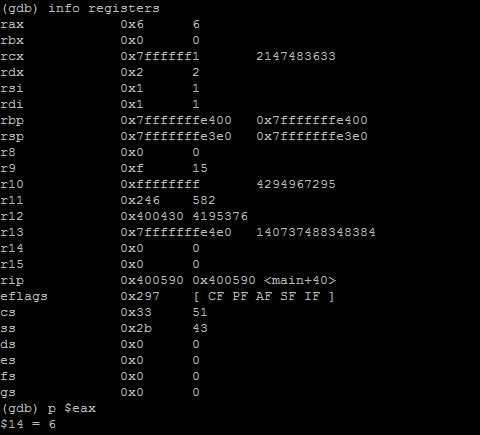 (gdb) info registers
rax            0x6      6
rbx            0x0      0
rcx            0x7ffffff1       2147483633
rdx            0x2      2
rsi            0x1      1
rdi            0x1      1
rbp            0x7fffffffe400   0x7fffffffe400
rsp            0x7fffffffe3e0   0x7fffffffe3e0
r8             0x0      0
r9             0xf      15
r10            0xffffffff       4294967295
r11            0x246    582
r12            0x400430 4195376
r13            0x7fffffffe4e0   140737488348384
r14            0x0      0
r15            0x0      0
rip            0x400590 0x400590 <main+40>
eflags         0x297    [ CF PF AF SF IF ]
cs             0x33     51
ss             0x2b     43
ds             0x0      0
es             0x0      0
fs             0x0      0
gs             0x0      0
(gdb) p $eax
$14 = 6